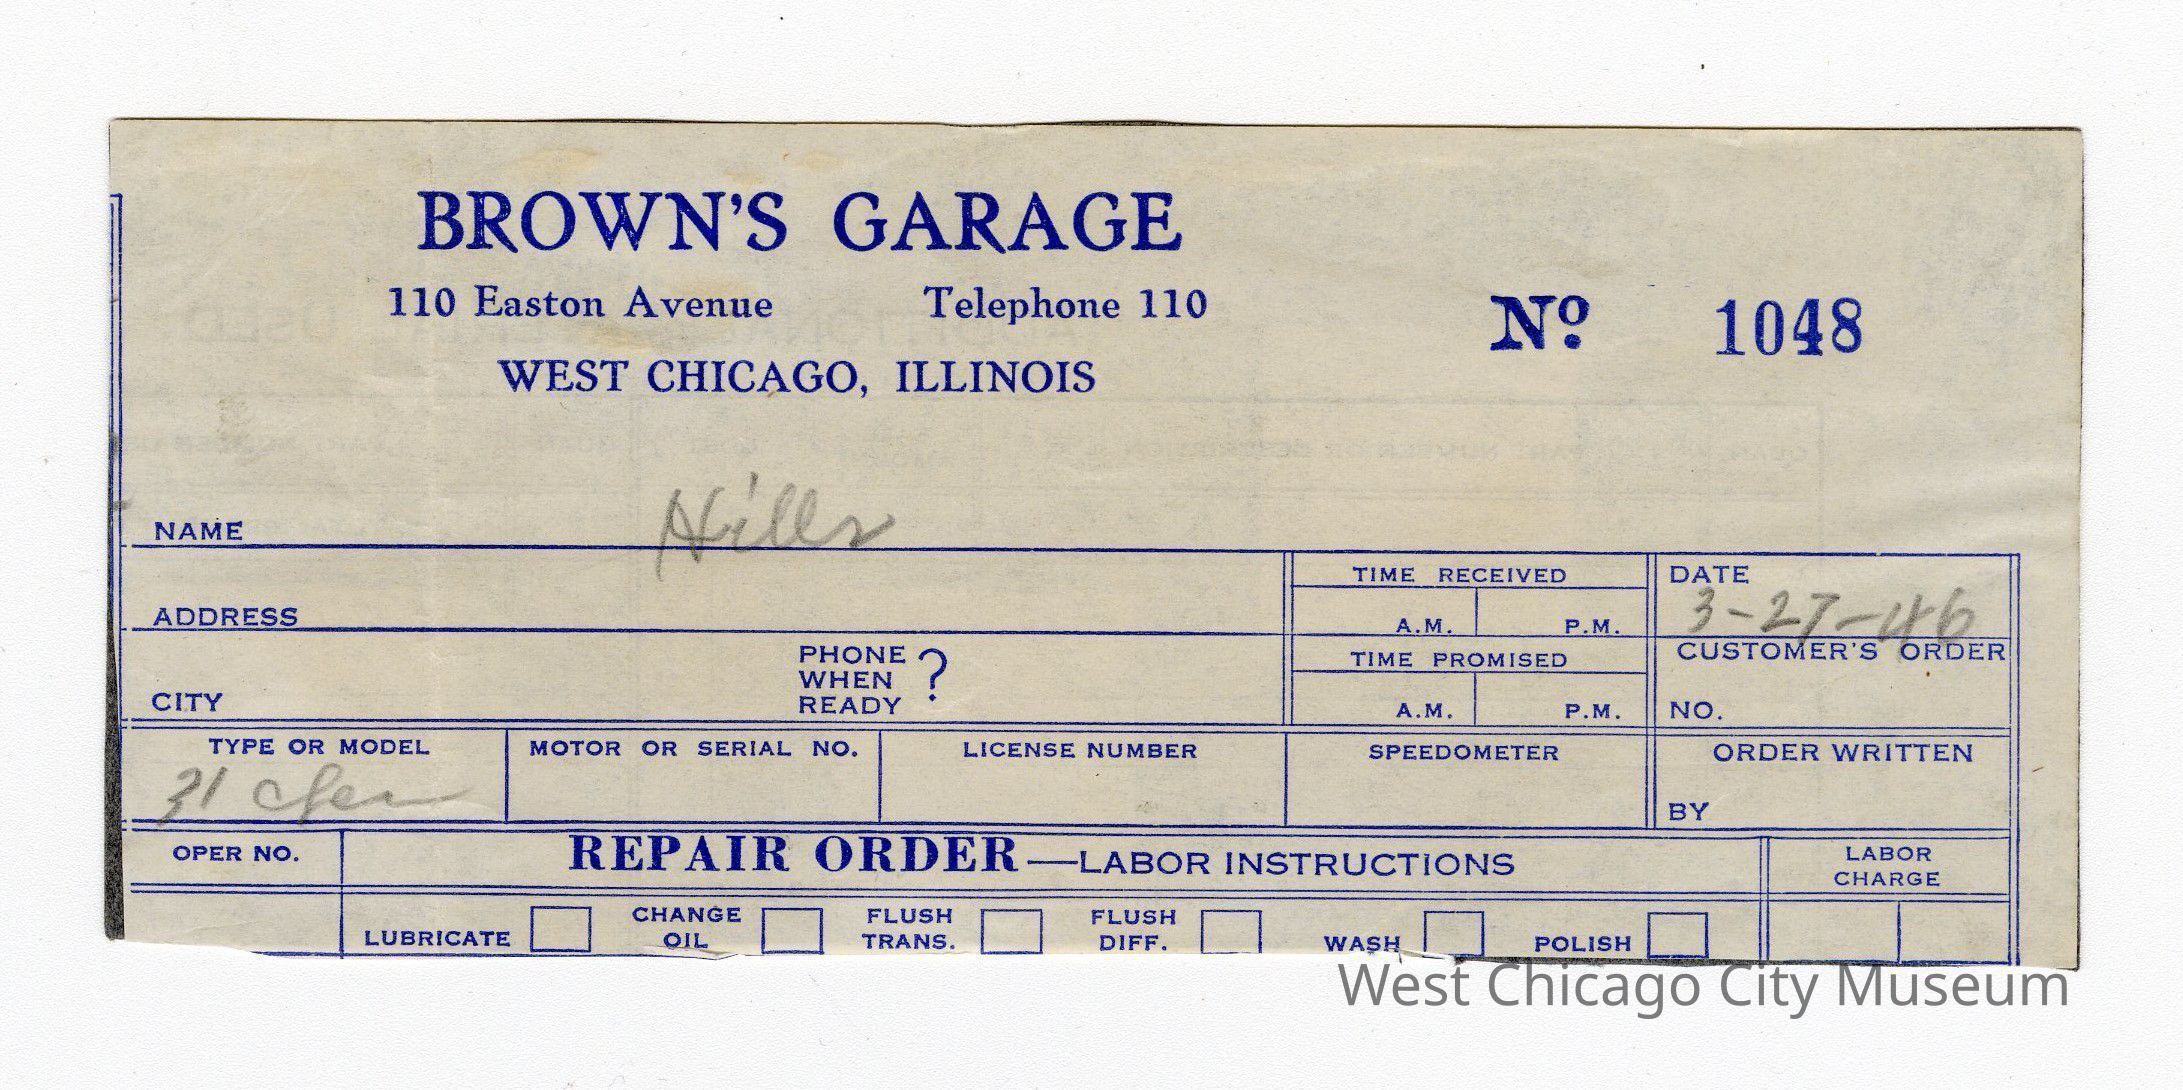 BROWN'S GARAGE
110 Easton Avenue Telephone 110
WEST CHICAGO, ILLINOIS
Nº 1048
NAME Hills
ADDRESS
CITY
PHONE WHEN READY ?
TIME RECEIVED
A.M. P.M.
TIME PROMISED
A.M. P.M.
DATE
3-27-46
CUSTOMER'S ORDER
NO.
TYPE OR MODEL
31
MOTOR OR SERIAL NO.
LICENSE NUMBER
SPEEDOMETER
ORDER WRITTEN
BY
OPER NO.
REPAIR ORDER—LABOR INSTRUCTIONS
LABOR
CHARGE
LUBRICATE
CHANGE
OIL
FLUSH
TRANS.
FLUSH
DIFF.
WASH
POLISH
West Chicago City Museum